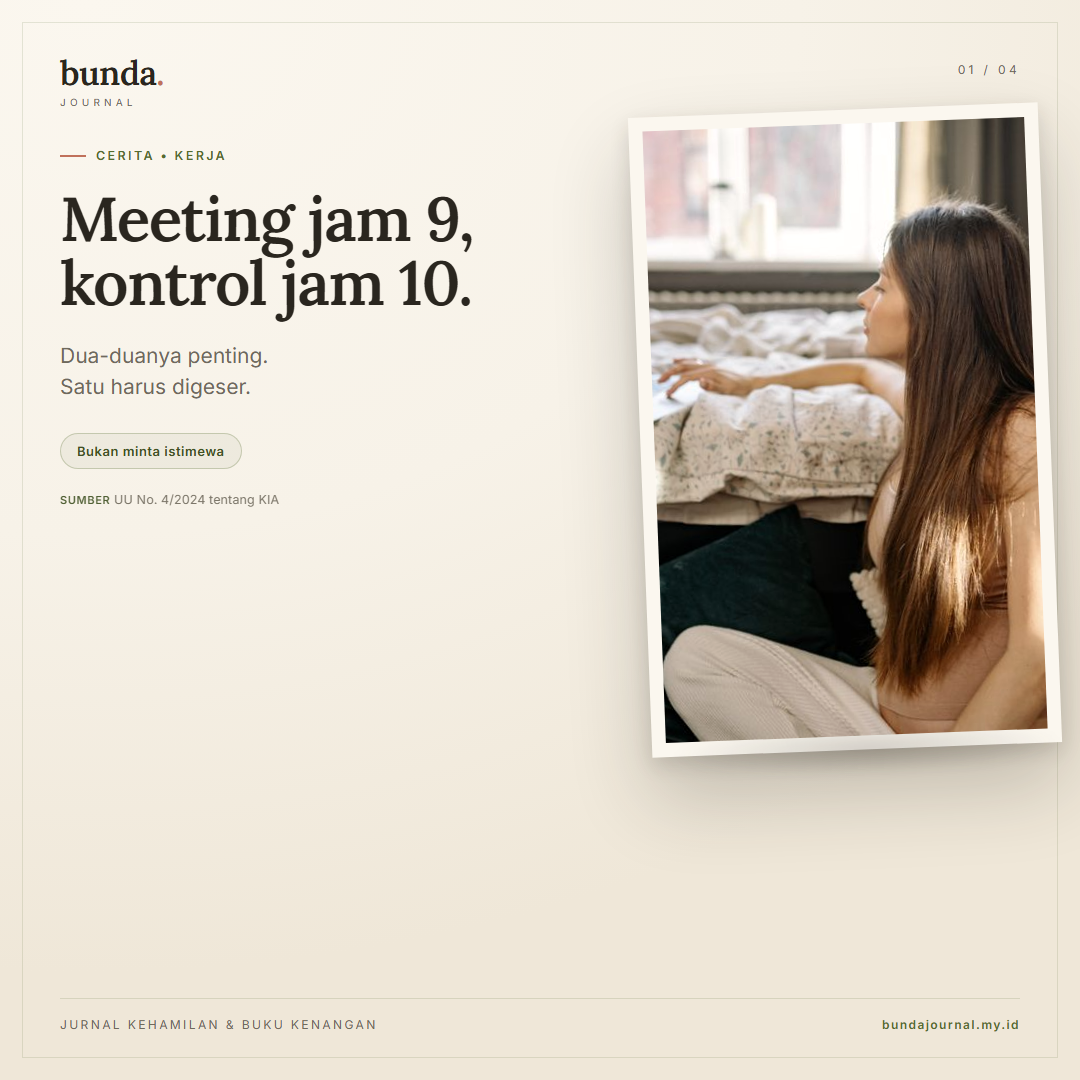 bunda.
JOURNAL
01 / 04
CERITA • KERJA
Meeting jam 9,
kontrol jam 10.
Dua-duanya penting.
Satu harus digeser.
Bukan minta istimewa
SUMBER UU No. 4/2024 tentang KIA
JURNAL KEHAMILAN & BUKU KENANGAN
bundajournal.my.id